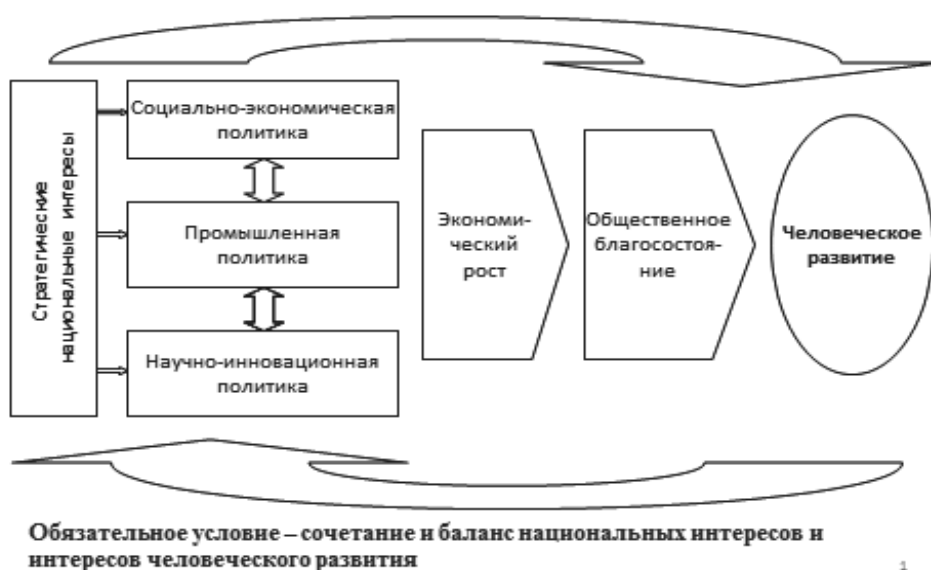 Стратегические
национальные интересы
Социально-экономическая
политика
Промышленная
политика
Научно-инновационная
политика
Экономи-
ческий
рост
Общественное
благосостоя-
ние
Человеческое
развитие
Обязательное условие – сочетание и баланс национальных интересов и
интересов человеческого развития
1